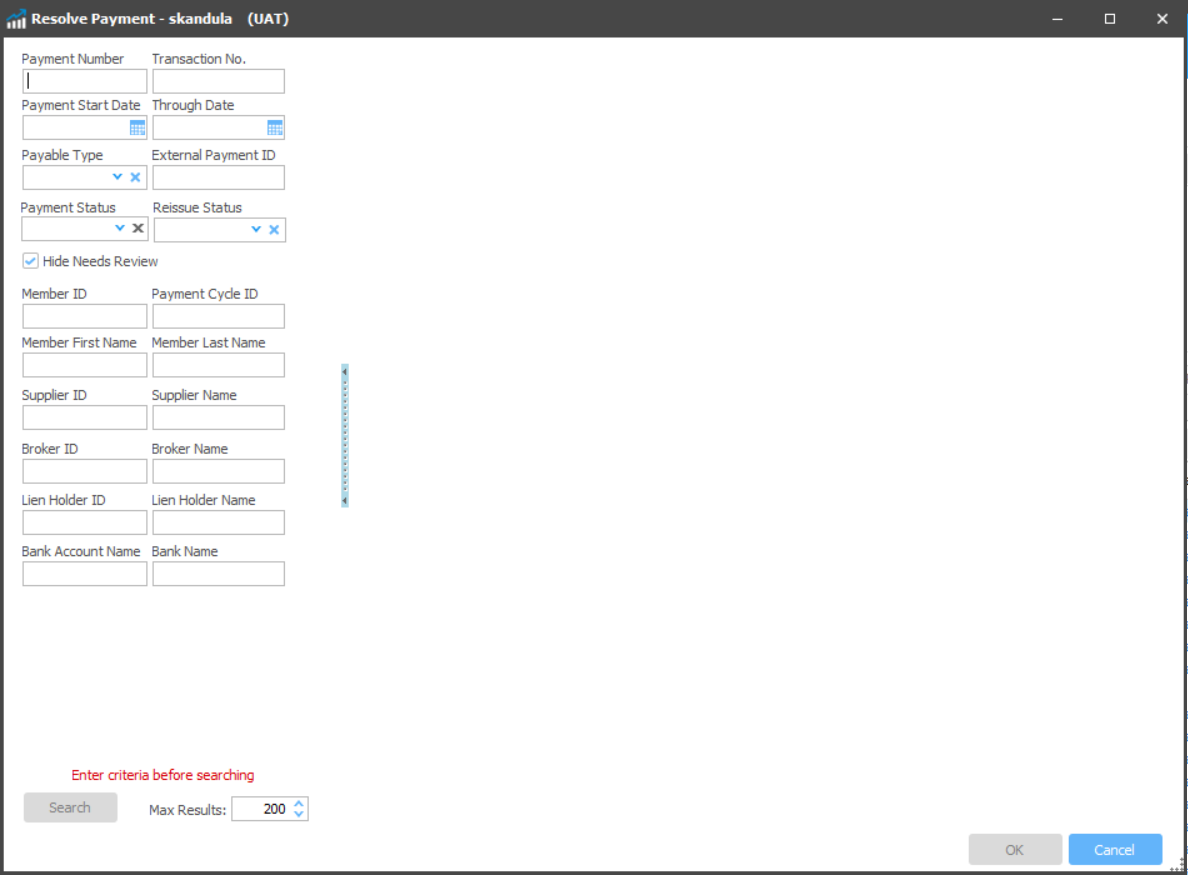 Resolve Payment - skandula (UAT)
Payment Number Transaction No.
Payment Start Date Through Date
Payable Type External Payment ID
Payment Status Reissue Status
Hide Needs Review
Member ID Payment Cycle ID
Member First Name Member Last Name
Supplier ID Supplier Name
Broker ID Broker Name
Lien Holder ID Lien Holder Name
Bank Account Name Bank Name
Enter criteria before searching
Search Max Results: 200
OK Cancel